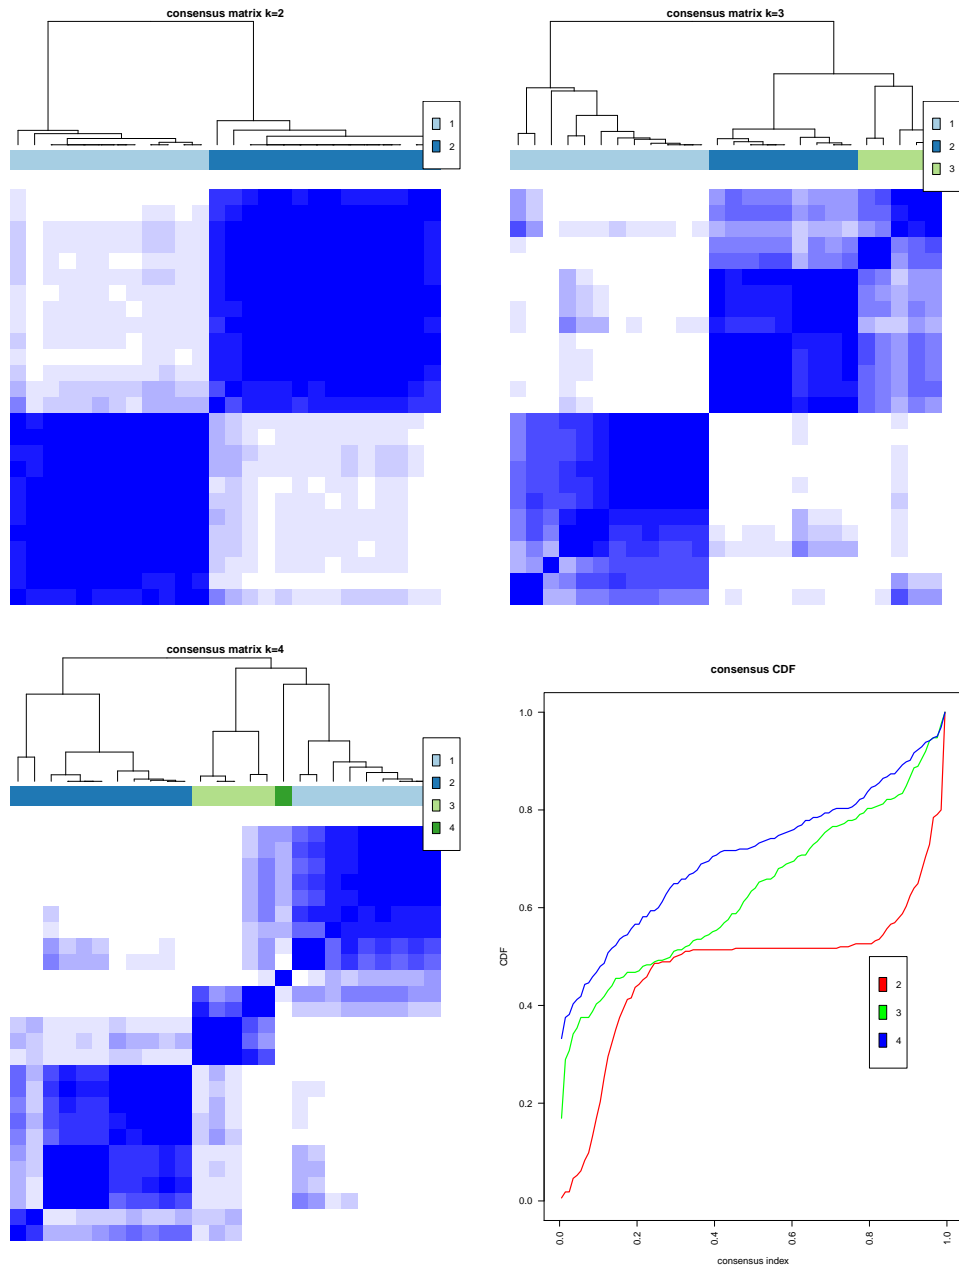 consensus matrix k=2
1
2
consensus matrix k=3
1
2
3
consensus matrix k=4
1
2
3
4
consensus CDF
1.0
0.8
0.6
0.4
0.2
0.0
CDF
2
3
4
0.0 0.2 0.4 0.6 0.8 1.0
consensus index